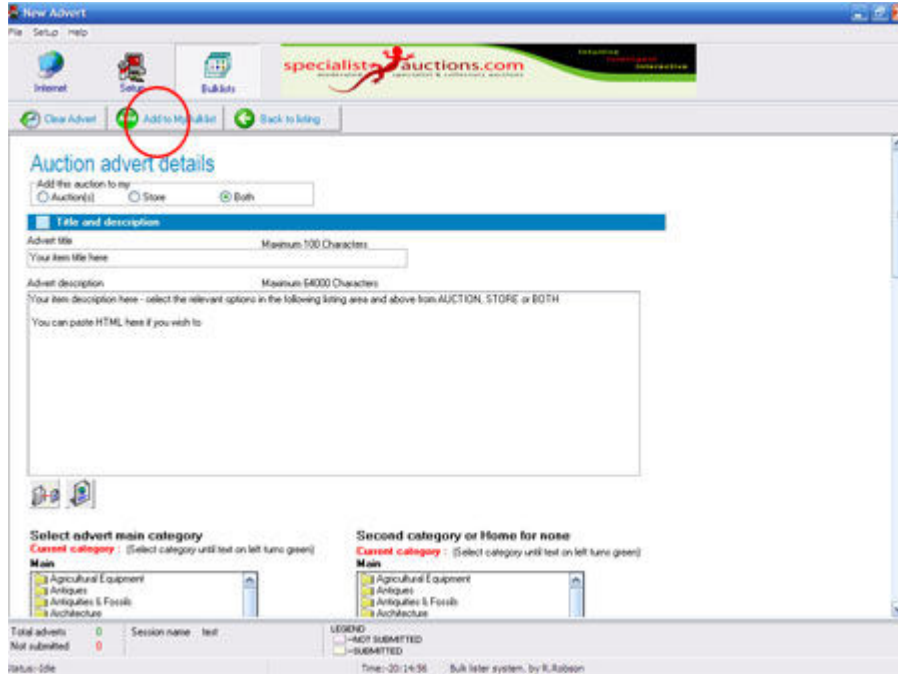 New Advert
File Setup Help
Internet Setup Bulklists
specialist auctions.com
Intuitive
Intelligent
Interactive
Clear Advert Add to My Bulklist Back to listing
Auction advert details
Add this auction to my
Auction(s) Store Both
Title and description
Advert title Maximum 100 Characters
Your item title here
Advert description Maximum 64000 Characters
Your item description here - select the relevant options in the following listing area and above from AUCTION, STORE or BOTH
You can paste HTML here if you wish to
Select advert main category Second category or Home for none
Current category : (Select category until text on left turns green) Current category : (Select category until text on left turns green)
Main Main
Agricultural Equipment Agricultural Equipment
Antiques Antiques
Antiquities & Fossils Antiquities & Fossils
Architecture Architecture
Total adverts 0 Session name test LEGEND
Not submitted 0 =NOT SUBMITTED
=SUBMITTED
Status:-Idle Time:-20:14:56 Bulk lister system, by R.Robson